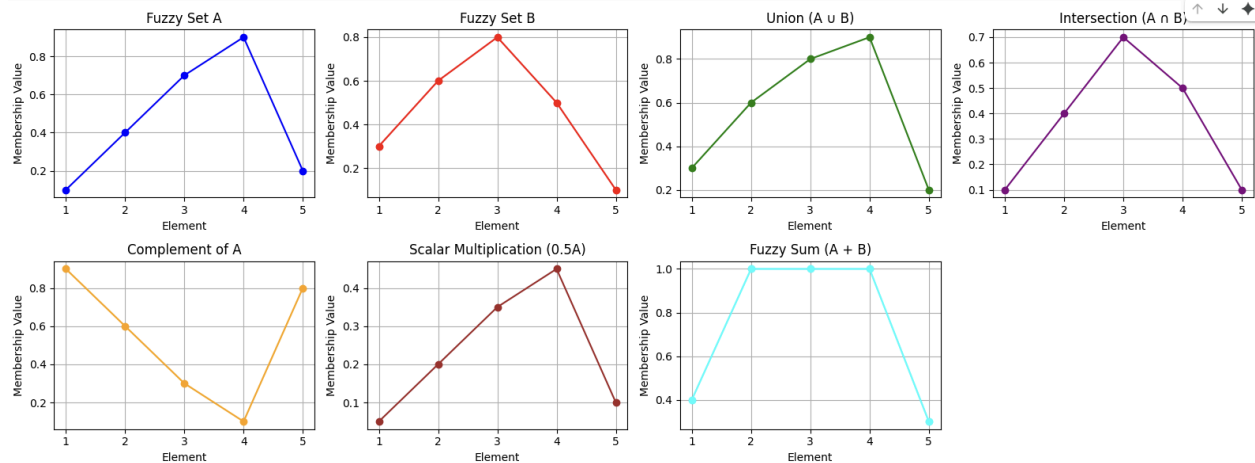 Fuzzy Set A
Membership Value
0.8
0.6
0.4
0.2
1 2 3 4 5
Element
Fuzzy Set B
Membership Value
0.8
0.6
0.4
0.2
1 2 3 4 5
Element
Union (A ∪ B)
Membership Value
0.8
0.6
0.4
0.2
1 2 3 4 5
Element
Intersection (A ∩ B)
Membership Value
0.7
0.6
0.5
0.4
0.3
0.2
0.1
1 2 3 4 5
Element
Complement of A
Membership Value
0.8
0.6
0.4
0.2
1 2 3 4 5
Element
Scalar Multiplication (0.5A)
Membership Value
0.4
0.3
0.2
0.1
1 2 3 4 5
Element
Fuzzy Sum (A + B)
Membership Value
1.0
0.8
0.6
0.4
1 2 3 4 5
Element